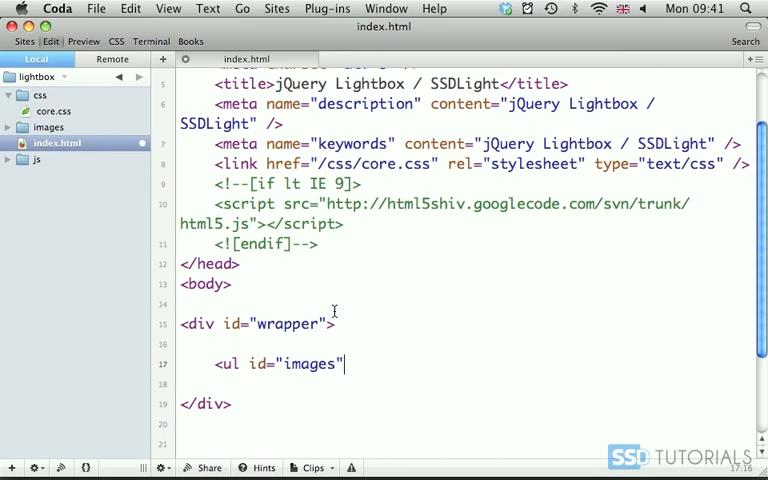 Coda File Edit View Text Go Sites Plug-ins Window Help Mon 09:41
index.html
Sites Edit Preview CSS Terminal Books Search
Local Remote index.html
lightbox
css
core.css
images
index.html
js
5 <title>jQuery Lightbox / SSDLight</title>
6 <meta name="description" content="jQuery Lightbox /
SSDLight" />
7 <meta name="keywords" content="jQuery Lightbox / SSDLight" />
8 <link href="/css/core.css" rel="stylesheet" type="text/css" />
9 <!--[if lt IE 9]>
10 <script src="http://html5shiv.googlecode.com/svn/trunk/
html5.js"></script>
11 <![endif]-->
12 </head>
13 <body>
14
15 <div id="wrapper">
16
17 <ul id="images"
18
19 </div>
20
21
Share Hints Clips
SSD TUTORIALS
17:16